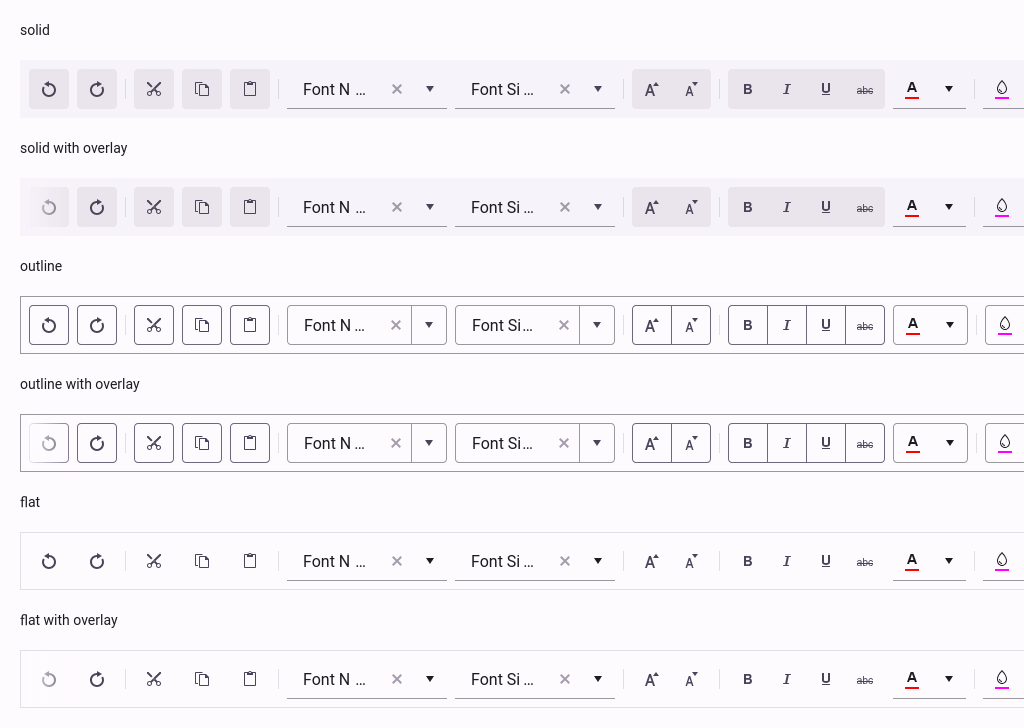 solid
Font N ... Font Si ... A A B I U abc A
solid with overlay
Font N ... Font Si ... A A B I U abc A
outline
Font N ... Font Si... A A B I U abc A
outline with overlay
Font N ... Font Si... A A B I U abc A
flat
Font N ... Font Si ... A A B I U abc A
flat with overlay
Font N ... Font Si ... A A B I U abc A